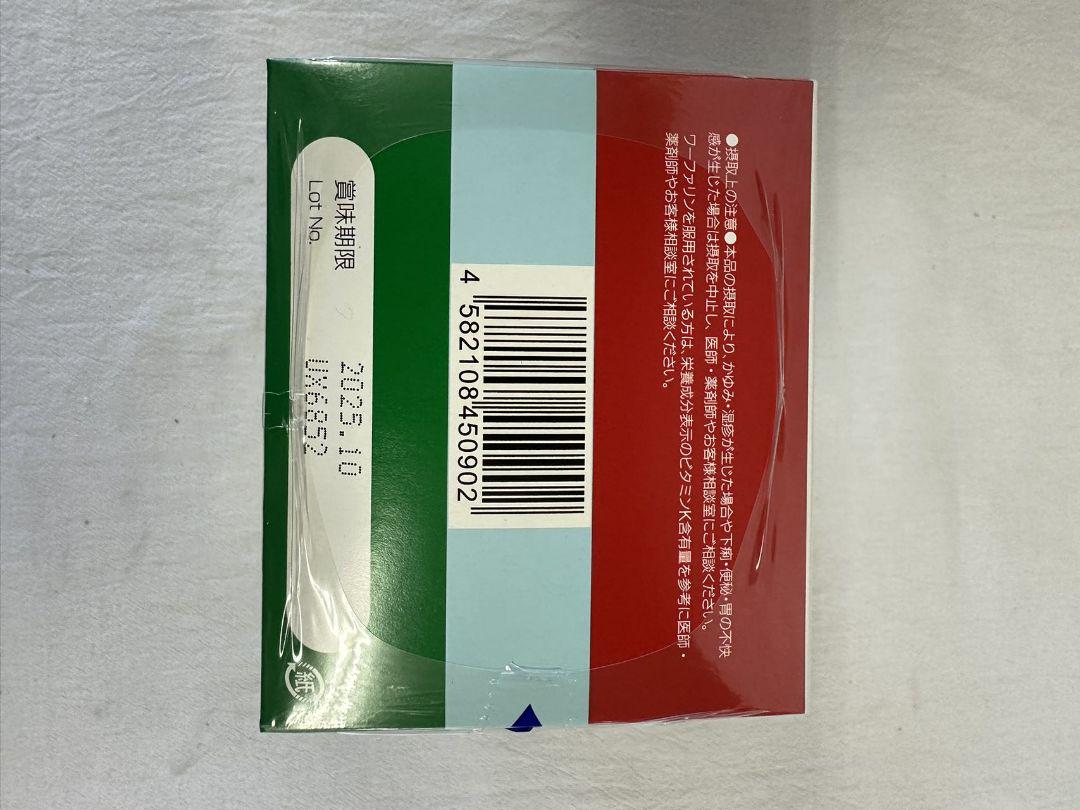 ●摂取上の注意●本品の摂取により、かゆみ・湿疹が生じた場合や下痢・便秘・胃の不快
感が生じた場合は摂取を中止し、医師・薬剤師やお客様相談室にご相談ください。
ワーファリンを服用されている方は、栄養成分表示のビタミンK含有量を参考に医師・
薬剤師やお客様相談室にご相談ください。
4 582108 450902
賞味期限 2025.10
Lot No. UX6852
紙